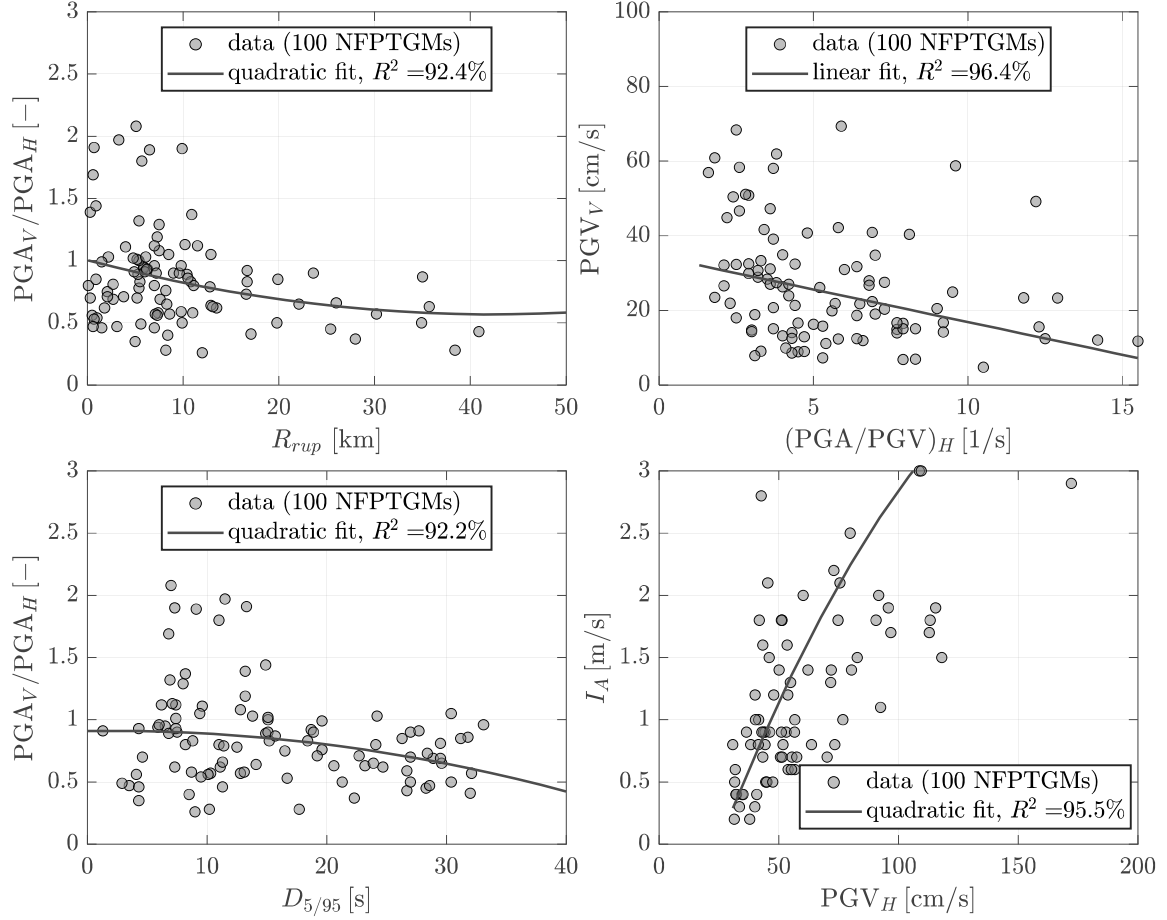 data (100 NFPTGMs)
quadratic fit, R² =92.4%
PGA_V/PGA_H [−]
3
2.5
2
1.5
1
0.5
0
0 10 20 30 40 50
R_rup [km]
data (100 NFPTGMs)
linear fit, R² =96.4%
PGV_V [cm/s]
100
80
60
40
20
0
0 5 10 15
(PGA/PGV)_H [1/s]
data (100 NFPTGMs)
quadratic fit, R² =92.2%
PGA_V/PGA_H [−]
3
2.5
2
1.5
1
0.5
0
0 10 20 30 40
D_5/95 [s]
I_A [m/s]
3
2.5
2
1.5
1
0.5
0
data (100 NFPTGMs)
quadratic fit, R² =95.5%
0 50 100 150 200
PGV_H [cm/s]